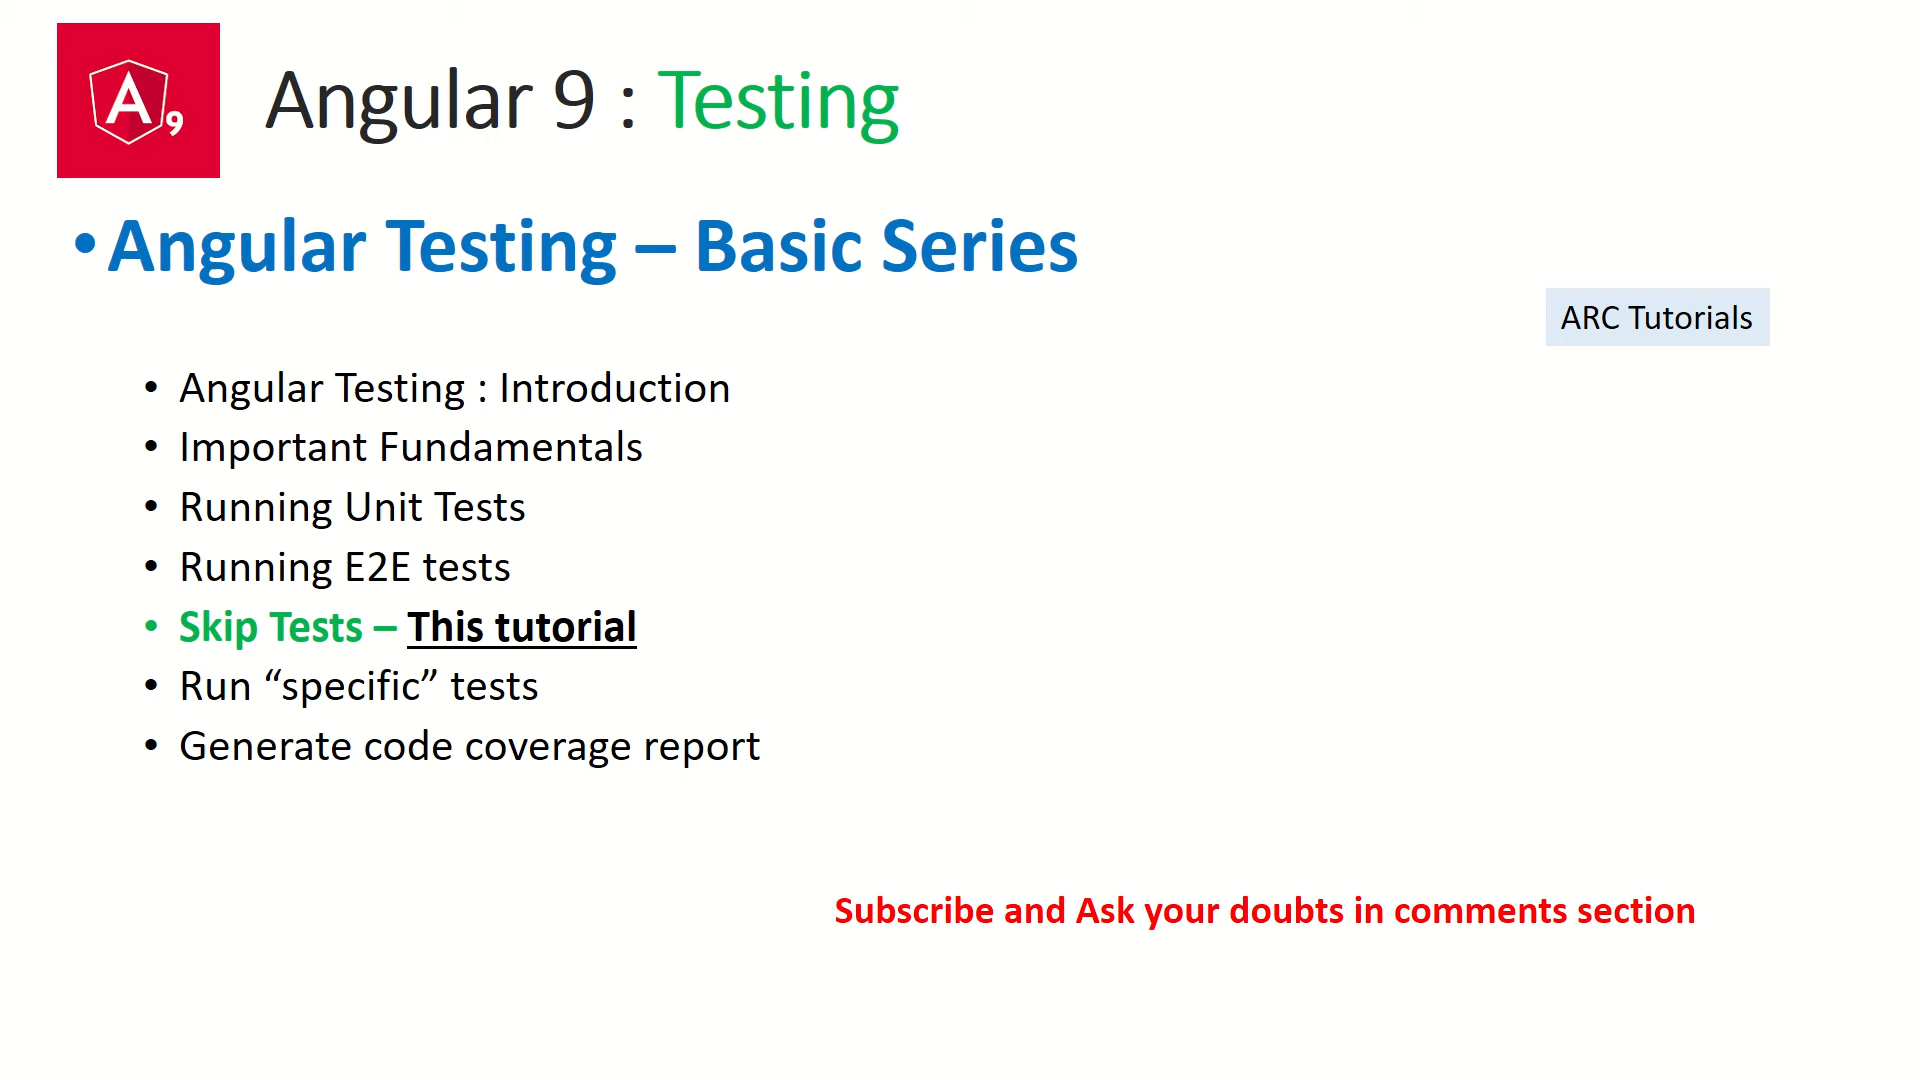 A9
Angular 9 : Testing
•Angular Testing – Basic Series
ARC Tutorials
• Angular Testing : Introduction
• Important Fundamentals
• Running Unit Tests
• Running E2E tests
• Skip Tests – This tutorial
• Run “specific” tests
• Generate code coverage report
Subscribe and Ask your doubts in comments section